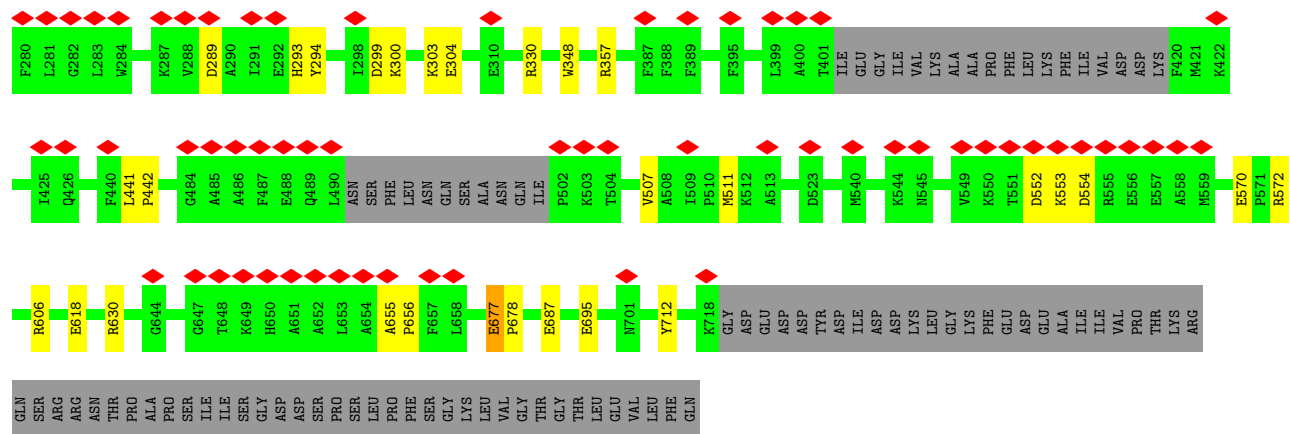 F280 L281 G282 L283 W284 K287 V288 D289 A290 I291 E292 H293 Y294 I298 D299 K300 K303 E304 E310 R330 W348 R357 F387 F388 F389 F395 L399 A400 T401 ILE GLU GLY ILE VAL LYS ALA ALA PRO PHE LEU LYS PHE ILE VAL ASP ASP LYS F420 M421 K422
I425 Q426 F440 L441 P442 G484 A485 A486 F487 E488 Q489 L490 ASN SER PHE LEU ASN GLN SER ALA ASN GLN ILE P502 K503 T504 V507 A508 I509 P510 M511 K512 A513 D523 M540 K544 N545 V549 K550 T551 D552 K553 D554 R555 E556 E557 A558 M559 E570 P571 R572
R606 E618 R630 G644 G647 T648 K649 H650 A651 A652 L653 A654 A655 P656 F657 L658 E677 P678 E687 E695 N701 Y712 K718 GLY ASP GLU ASP ASP TYR ASP ILE ASP ASP LYS LEU GLY LYS PHE GLU ASP GLU ALA ILE ILE VAL PRO THR LYS ARG
GLN SER ARG ARG ASN THR PRO ALA PRO SER ILE ILE SER GLY ASP ASP SER PRO SER LEU PRO PHE SER GLY LYS LEU VAL GLY THR GLY THR LEU GLU VAL LEU PHE GLN